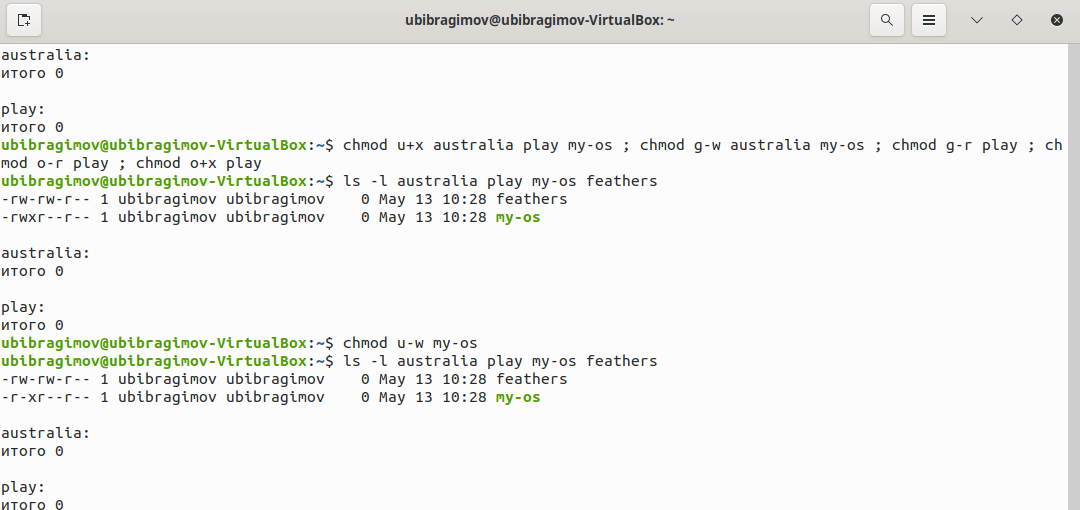 ubibragimov@ubibragimov-VirtualBox: ~
australia:
итого 0
play:
итого 0
ubibragimov@ubibragimov-VirtualBox:~$ chmod u+x australia play my-os ; chmod g-w australia my-os ; chmod g-r play ; ch
mod o-r play ; chmod o+x play
ubibragimov@ubibragimov-VirtualBox:~$ ls -l australia play my-os feathers
-rw-rw-r-- 1 ubibragimov ubibragimov    0 May 13 10:28 feathers
-rwxr--r-- 1 ubibragimov ubibragimov    0 May 13 10:28 my-os
australia:
итого 0
play:
итого 0
ubibragimov@ubibragimov-VirtualBox:~$ chmod u-w my-os
ubibragimov@ubibragimov-VirtualBox:~$ ls -l australia play my-os feathers
-rw-rw-r-- 1 ubibragimov ubibragimov    0 May 13 10:28 feathers
-r-xr--r-- 1 ubibragimov ubibragimov    0 May 13 10:28 my-os
australia:
итого 0
play:
итого 0